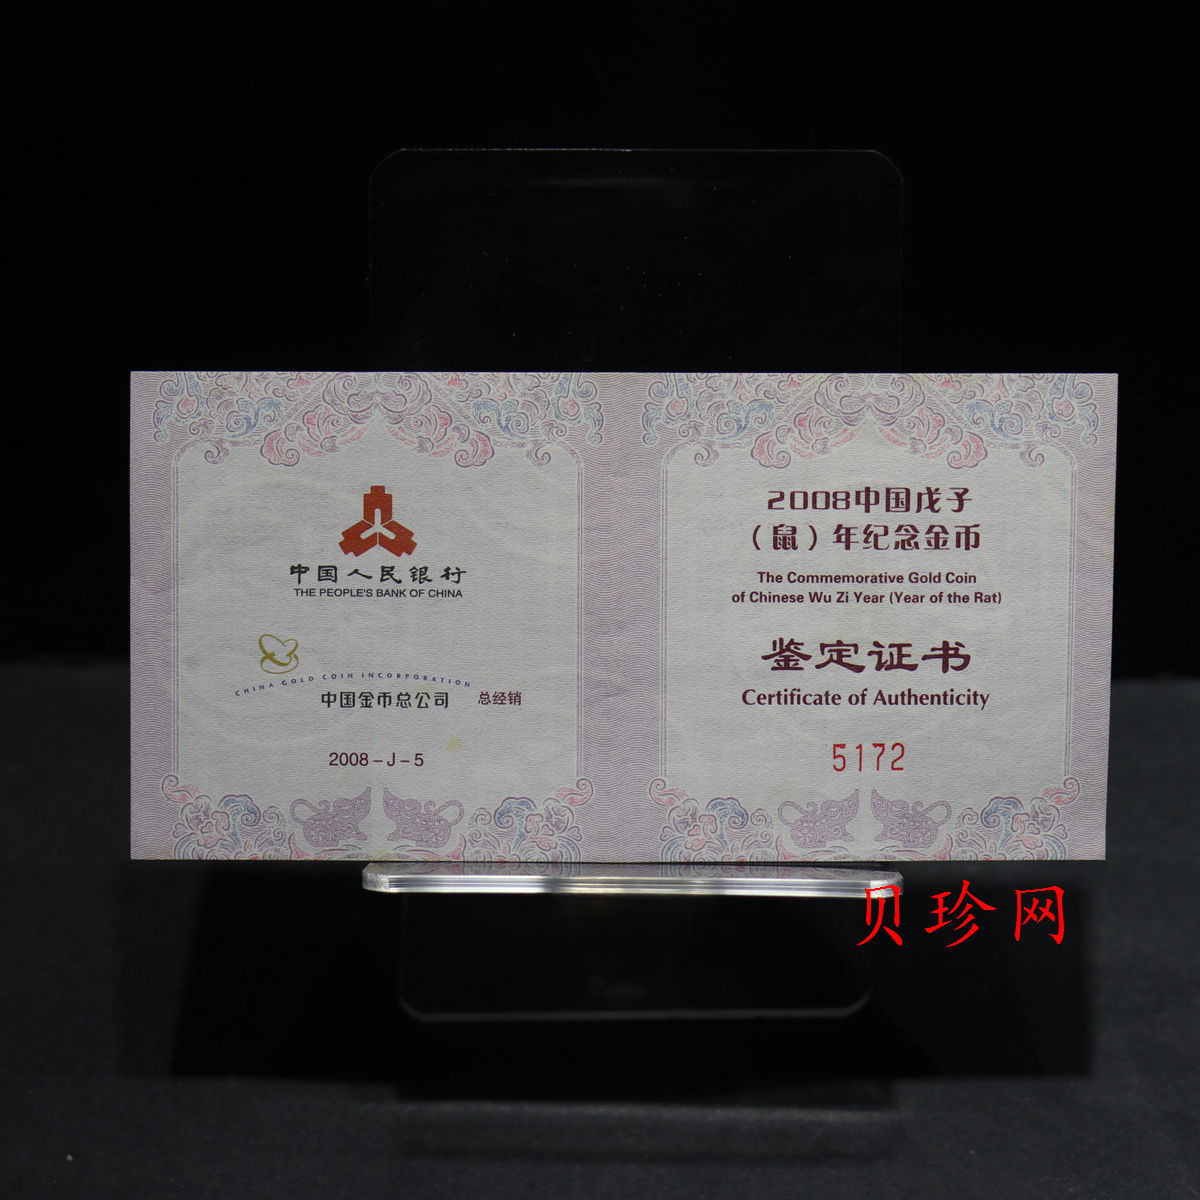 中国人民银行
THE PEOPLE'S BANK OF CHINA
CHINA GOLD COIN INCORPORATION
中国金币总公司 总经销
2008-J-5
2008中国戊子
（鼠）年纪念金币
The Commemorative Gold Coin
of Chinese Wu Zi Year (Year of the Rat)
鉴定证书
Certificate of Authenticity
5172
贝珍网